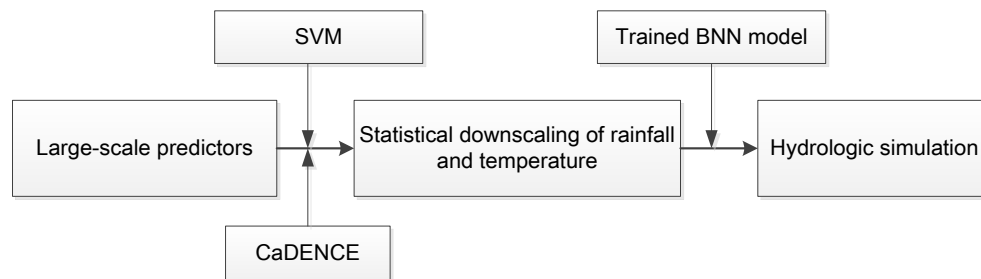 SVM
Trained BNN model
Large-scale predictors
Statistical downscaling of rainfall
and temperature
Hydrologic simulation
CaDENCE